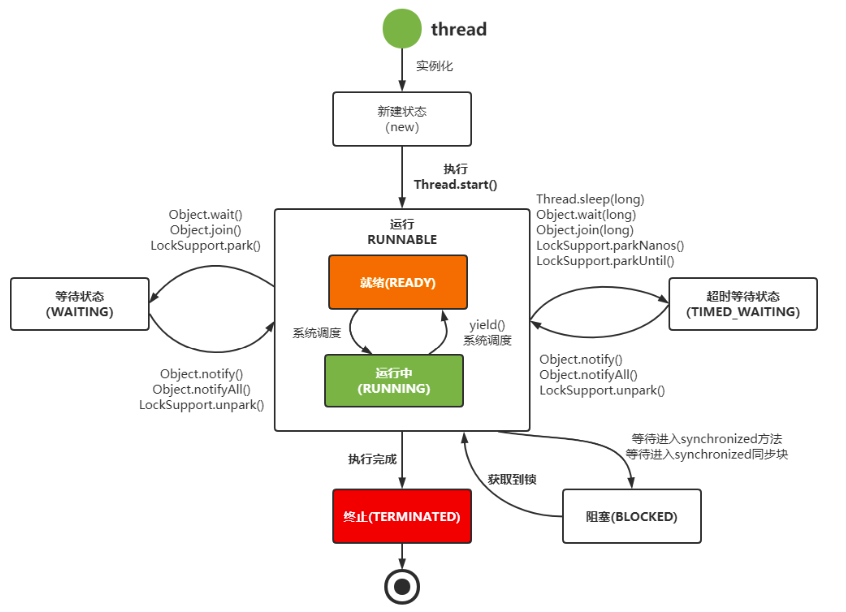 thread
实例化
新建状态
（new）
执行
Thread.start()
运行
RUNNABLE
就绪(READY)
系统调度
yield()
系统调度
运行中
(RUNNING)
Object.wait()
Object.join()
LockSupport.park()
等待状态
(WAITING)
Object.notify()
Object.notifyAll()
LockSupport.unpark()
Thread.sleep(long)
Object.wait(long)
Object.join(long)
LockSupport.parkNanos()
LockSupport.parkUntil()
超时等待状态
(TIMED_WAITING)
Object.notify()
Object.notifyAll()
LockSupport.unpark()
等待进入synchronized方法
等待进入synchronized同步块
获取到锁
阻塞(BLOCKED)
执行完成
终止(TERMINATED)